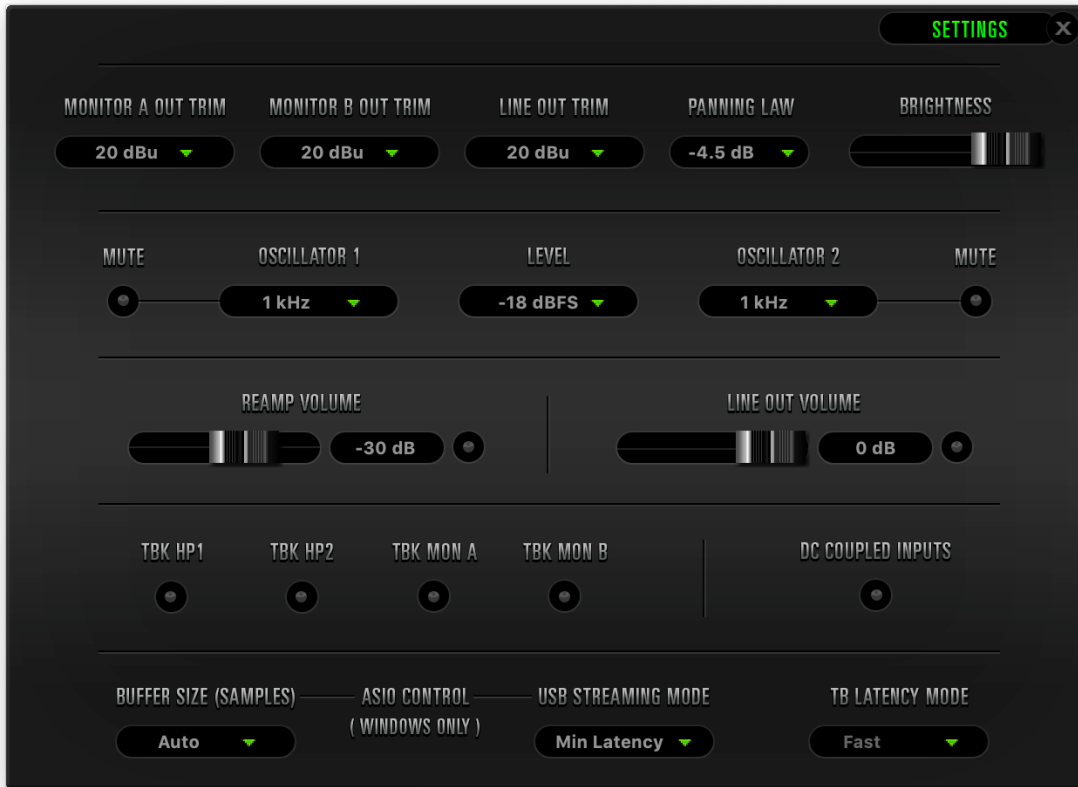 SETTINGS X
MONITOR A OUT TRIM MONITOR B OUT TRIM LINE OUT TRIM PANNING LAW BRIGHTNESS
20 dBu 20 dBu 20 dBu -4.5 dB
MUTE OSCILLATOR 1 LEVEL OSCILLATOR 2 MUTE
1 kHz -18 dBFS 1 kHz
REAMP VOLUME LINE OUT VOLUME
-30 dB 0 dB
TBK HP1 TBK HP2 TBK MON A TBK MON B DC COUPLED INPUTS
BUFFER SIZE (SAMPLES) ASIO CONTROL USB STREAMING MODE TB LATENCY MODE
( WINDOWS ONLY )
Auto Min Latency Fast